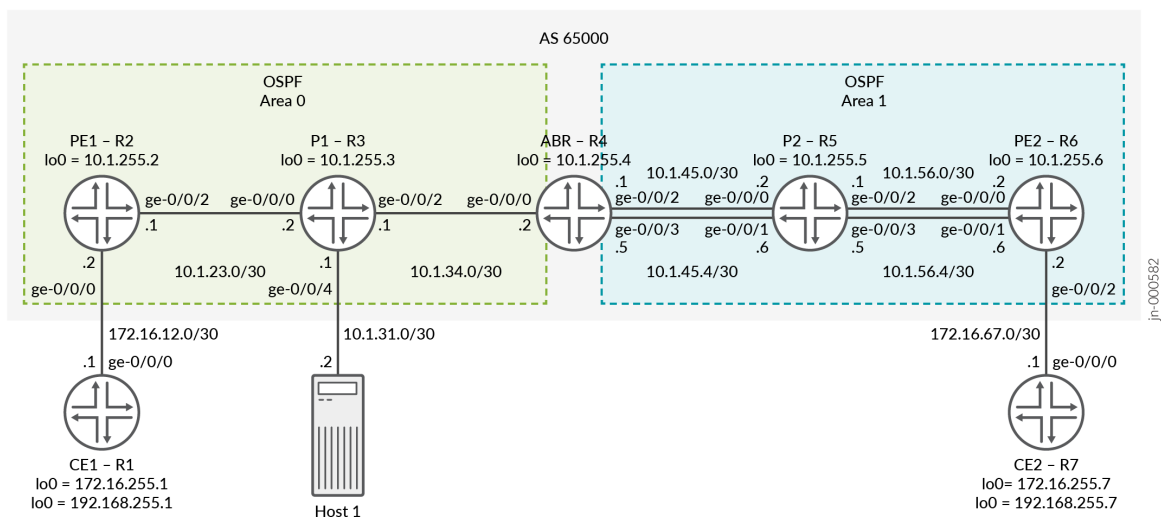 AS 65000
OSPF
Area 0
OSPF
Area 1
PE1 – R2
lo0 = 10.1.255.2
P1 – R3
lo0 = 10.1.255.3
ABR – R4
lo0 = 10.1.255.4
P2 – R5
lo0 = 10.1.255.5
PE2 – R6
lo0 = 10.1.255.6
ge-0/0/2
.1
ge-0/0/0
.2
ge-0/0/2
.1
ge-0/0/0
.2
.1
10.1.45.0/30
.2
ge-0/0/2
ge-0/0/0
ge-0/0/3
ge-0/0/1
.5
.6
10.1.45.4/30
.1
10.1.56.0/30
.2
ge-0/0/2
ge-0/0/0
ge-0/0/3
ge-0/0/1
.5
.6
10.1.56.4/30
.2
ge-0/0/0
10.1.23.0/30
.1
ge-0/0/4
10.1.34.0/30
.2
ge-0/0/2
172.16.12.0/30
10.1.31.0/30
172.16.67.0/30
.1
ge-0/0/0
.2
.1
ge-0/0/0
CE1 – R1
lo0 = 172.16.255.1
lo0 = 192.168.255.1
Host 1
CE2 – R7
lo0= 172.16.255.7
lo0 = 192.168.255.7
jn-000582